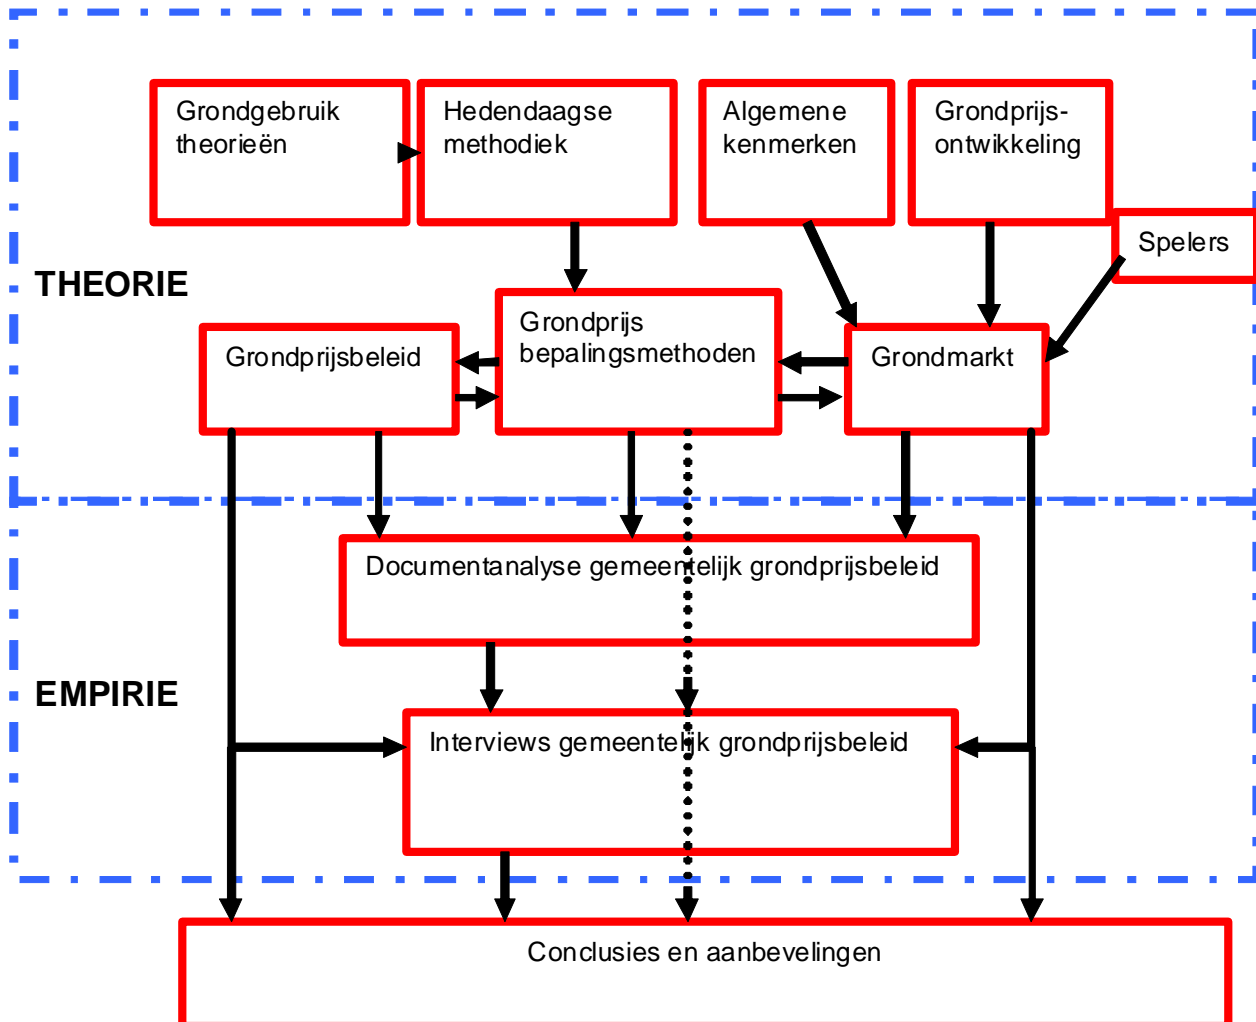 Grondgebruik
theorieën
Hedendaagse
methodiek
Algemene
kenmerken
Grondprijs-
ontwikkeling
Spelers
THEORIE
Grondprijsbeleid
Grondprijs
bepalingsmethoden
Grondmarkt
Documentanalyse gemeentelijk grondprijsbeleid
EMPIRIE
Interviews gemeentelijk grondprijsbeleid
Conclusies en aanbevelingen